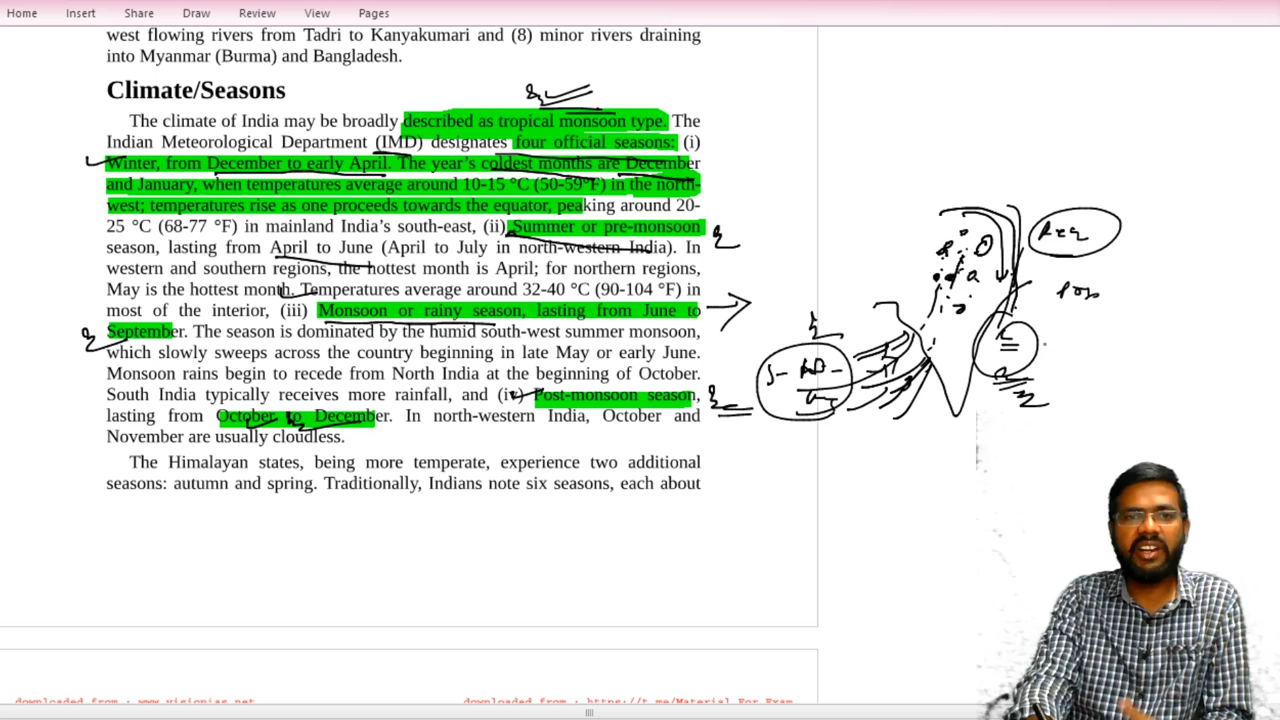 Home Insert Share Draw Review View Pages
west flowing rivers from Tadri to Kanyakumari and (8) minor rivers draining
into Myanmar (Burma) and Bangladesh.
Climate/Seasons
The climate of India may be broadly described as tropical monsoon type. The
Indian Meteorological Department (IMD) designates four official seasons: (i)
Winter, from December to early April. The year's coldest months are December
and January, when temperatures average around 10-15 °C (50-59°F) in the north-
west; temperatures rise as one proceeds towards the equator, peaking around 20-
25 °C (68-77 °F) in mainland India's south-east, (ii) Summer or pre-monsoon
season, lasting from April to June (April to July in north-western India). In
western and southern regions, the hottest month is April; for northern regions,
May is the hottest month. Temperatures average around 32-40 °C (90-104 °F) in
most of the interior, (iii) Monsoon or rainy season, lasting from June to
September. The season is dominated by the humid south-west summer monsoon,
which slowly sweeps across the country beginning in late May or early June.
Monsoon rains begin to recede from North India at the beginning of October.
South India typically receives more rainfall, and (iv) Post-monsoon season,
lasting from October to December. In north-western India, October and
November are usually cloudless.
The Himalayan states, being more temperate, experience two additional
seasons: autumn and spring. Traditionally, Indians note six seasons, each about
downloaded from : www.visionias.net downloaded from : https://t.me/Material_For_Exam